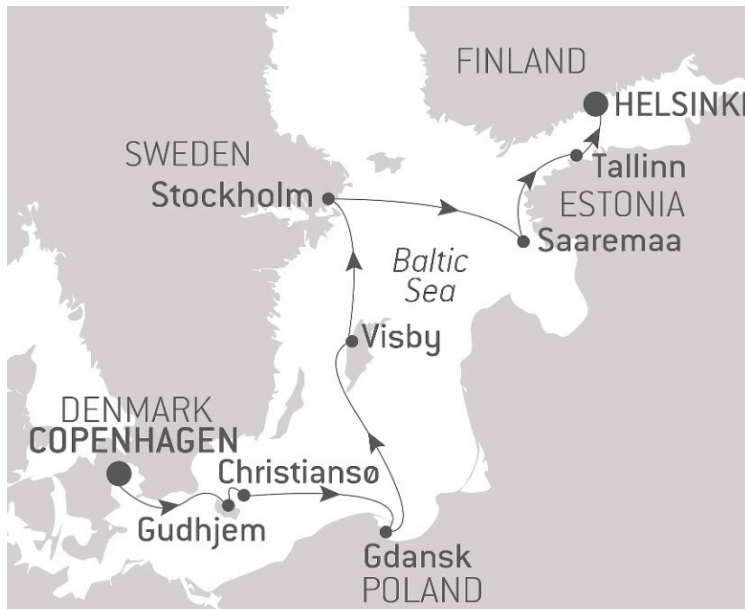 FINLAND
HELSINKI
SWEDEN
Tallinn
Stockholm
ESTONIA
Saaremaa
Baltic
Sea
Visby
DENMARK
COPENHAGEN
Christiansø
Gudhjem
Gdansk
POLAND